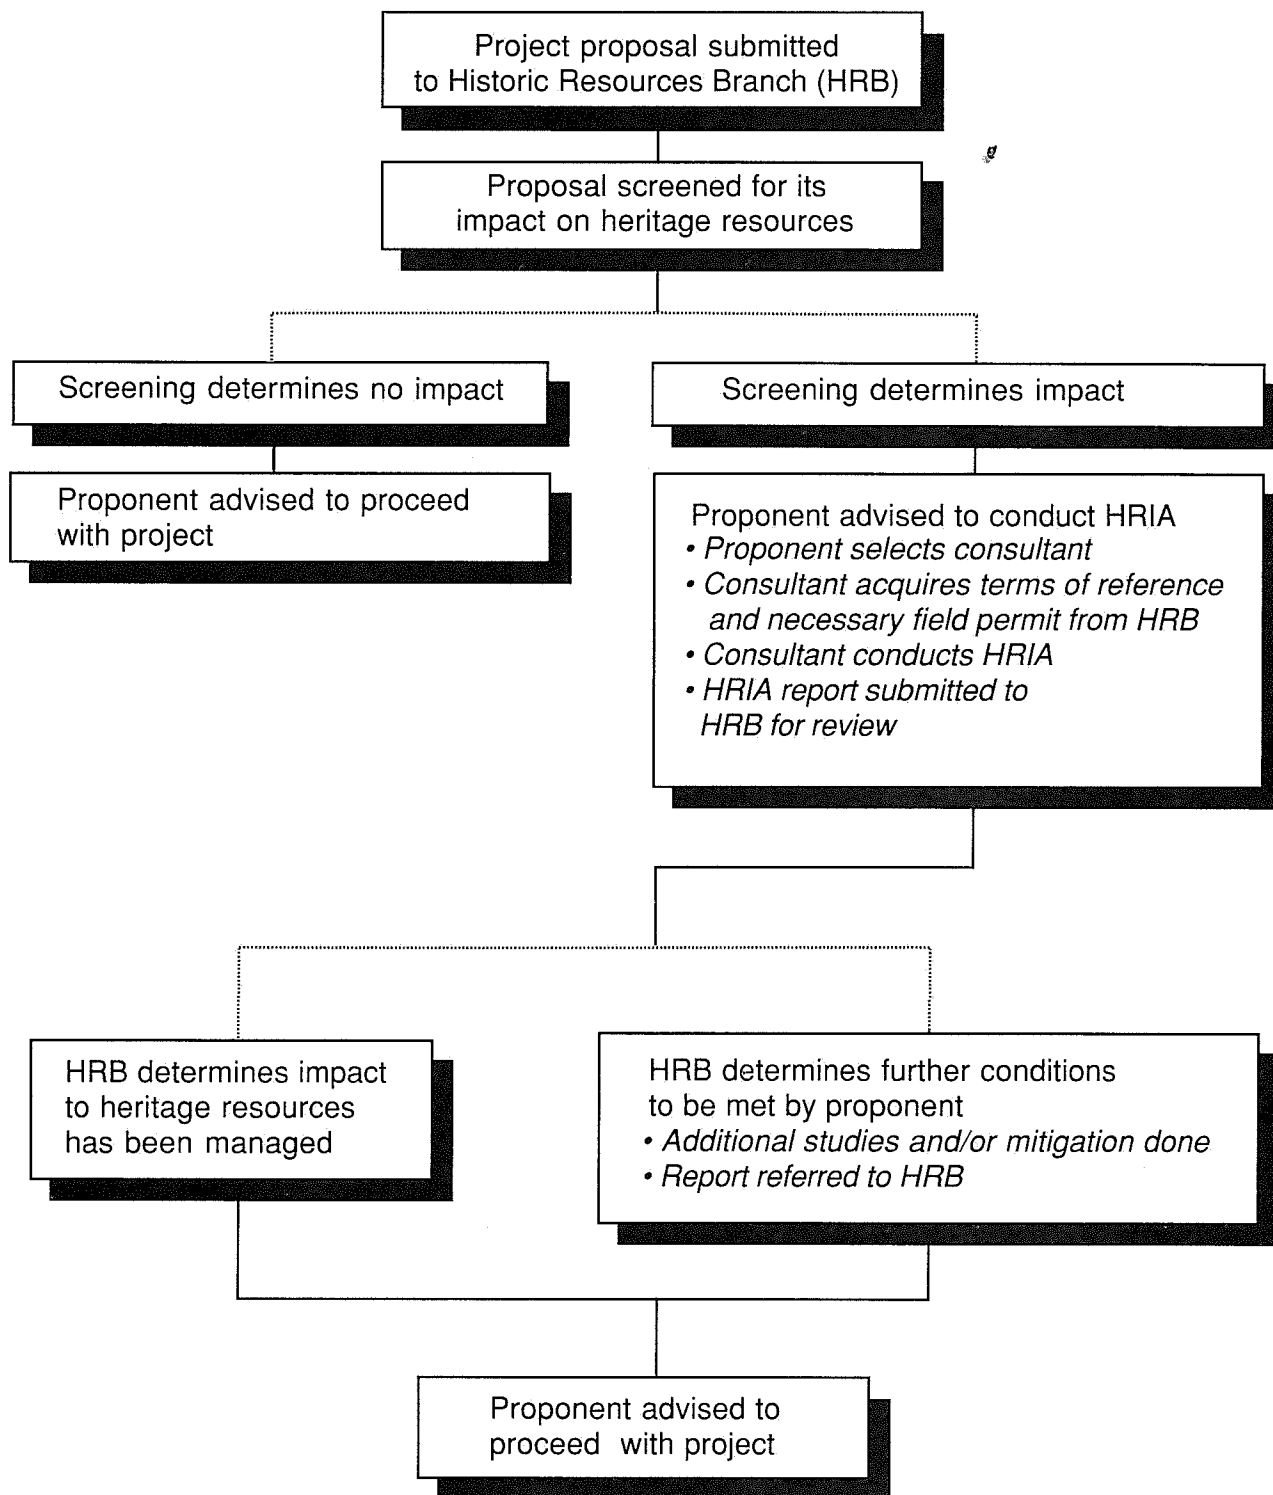 Project proposal submitted
to Historic Resources Branch (HRB)
Proposal screened for its
impact on heritage resources
Screening determines no impact
Screening determines impact
Proponent advised to proceed
with project
Proponent advised to conduct HRIA
• Proponent selects consultant
• Consultant acquires terms of reference
and necessary field permit from HRB
• Consultant conducts HRIA
• HRIA report submitted to
HRB for review
HRB determines impact
to heritage resources
has been managed
HRB determines further conditions
to be met by proponent
• Additional studies and/or mitigation done
• Report referred to HRB
Proponent advised to
proceed with project